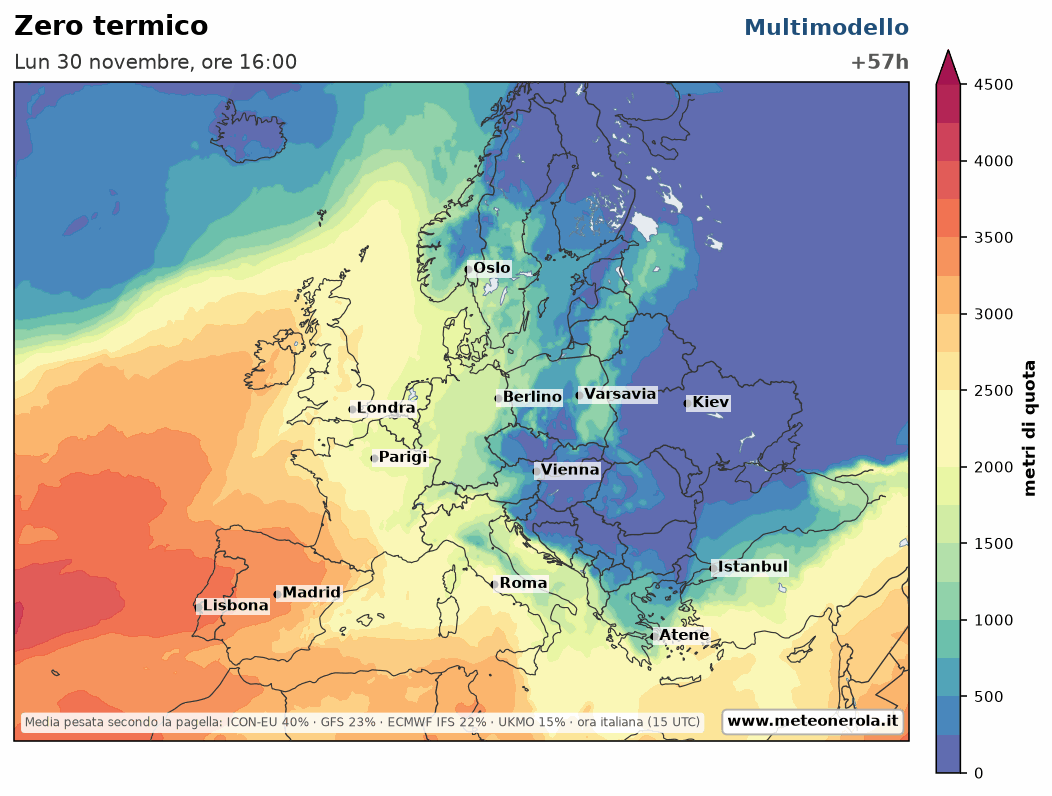 Zero termico
Multimodello
Lun 30 novembre, ore 16:00
+57h
4500
4000
3500
3000
2500
2000
1500
1000
500
0
metri di quota
Oslo
Berlino
Varsavia
Kiev
Londra
Parigi
Vienna
Istanbul
Roma
Madrid
Lisbona
Atene
Media pesata secondo la pagella: ICON-EU 40% · GFS 23% · ECMWF IFS 22% · UKMO 15% · ora italiana (15 UTC)
www.meteonerola.it